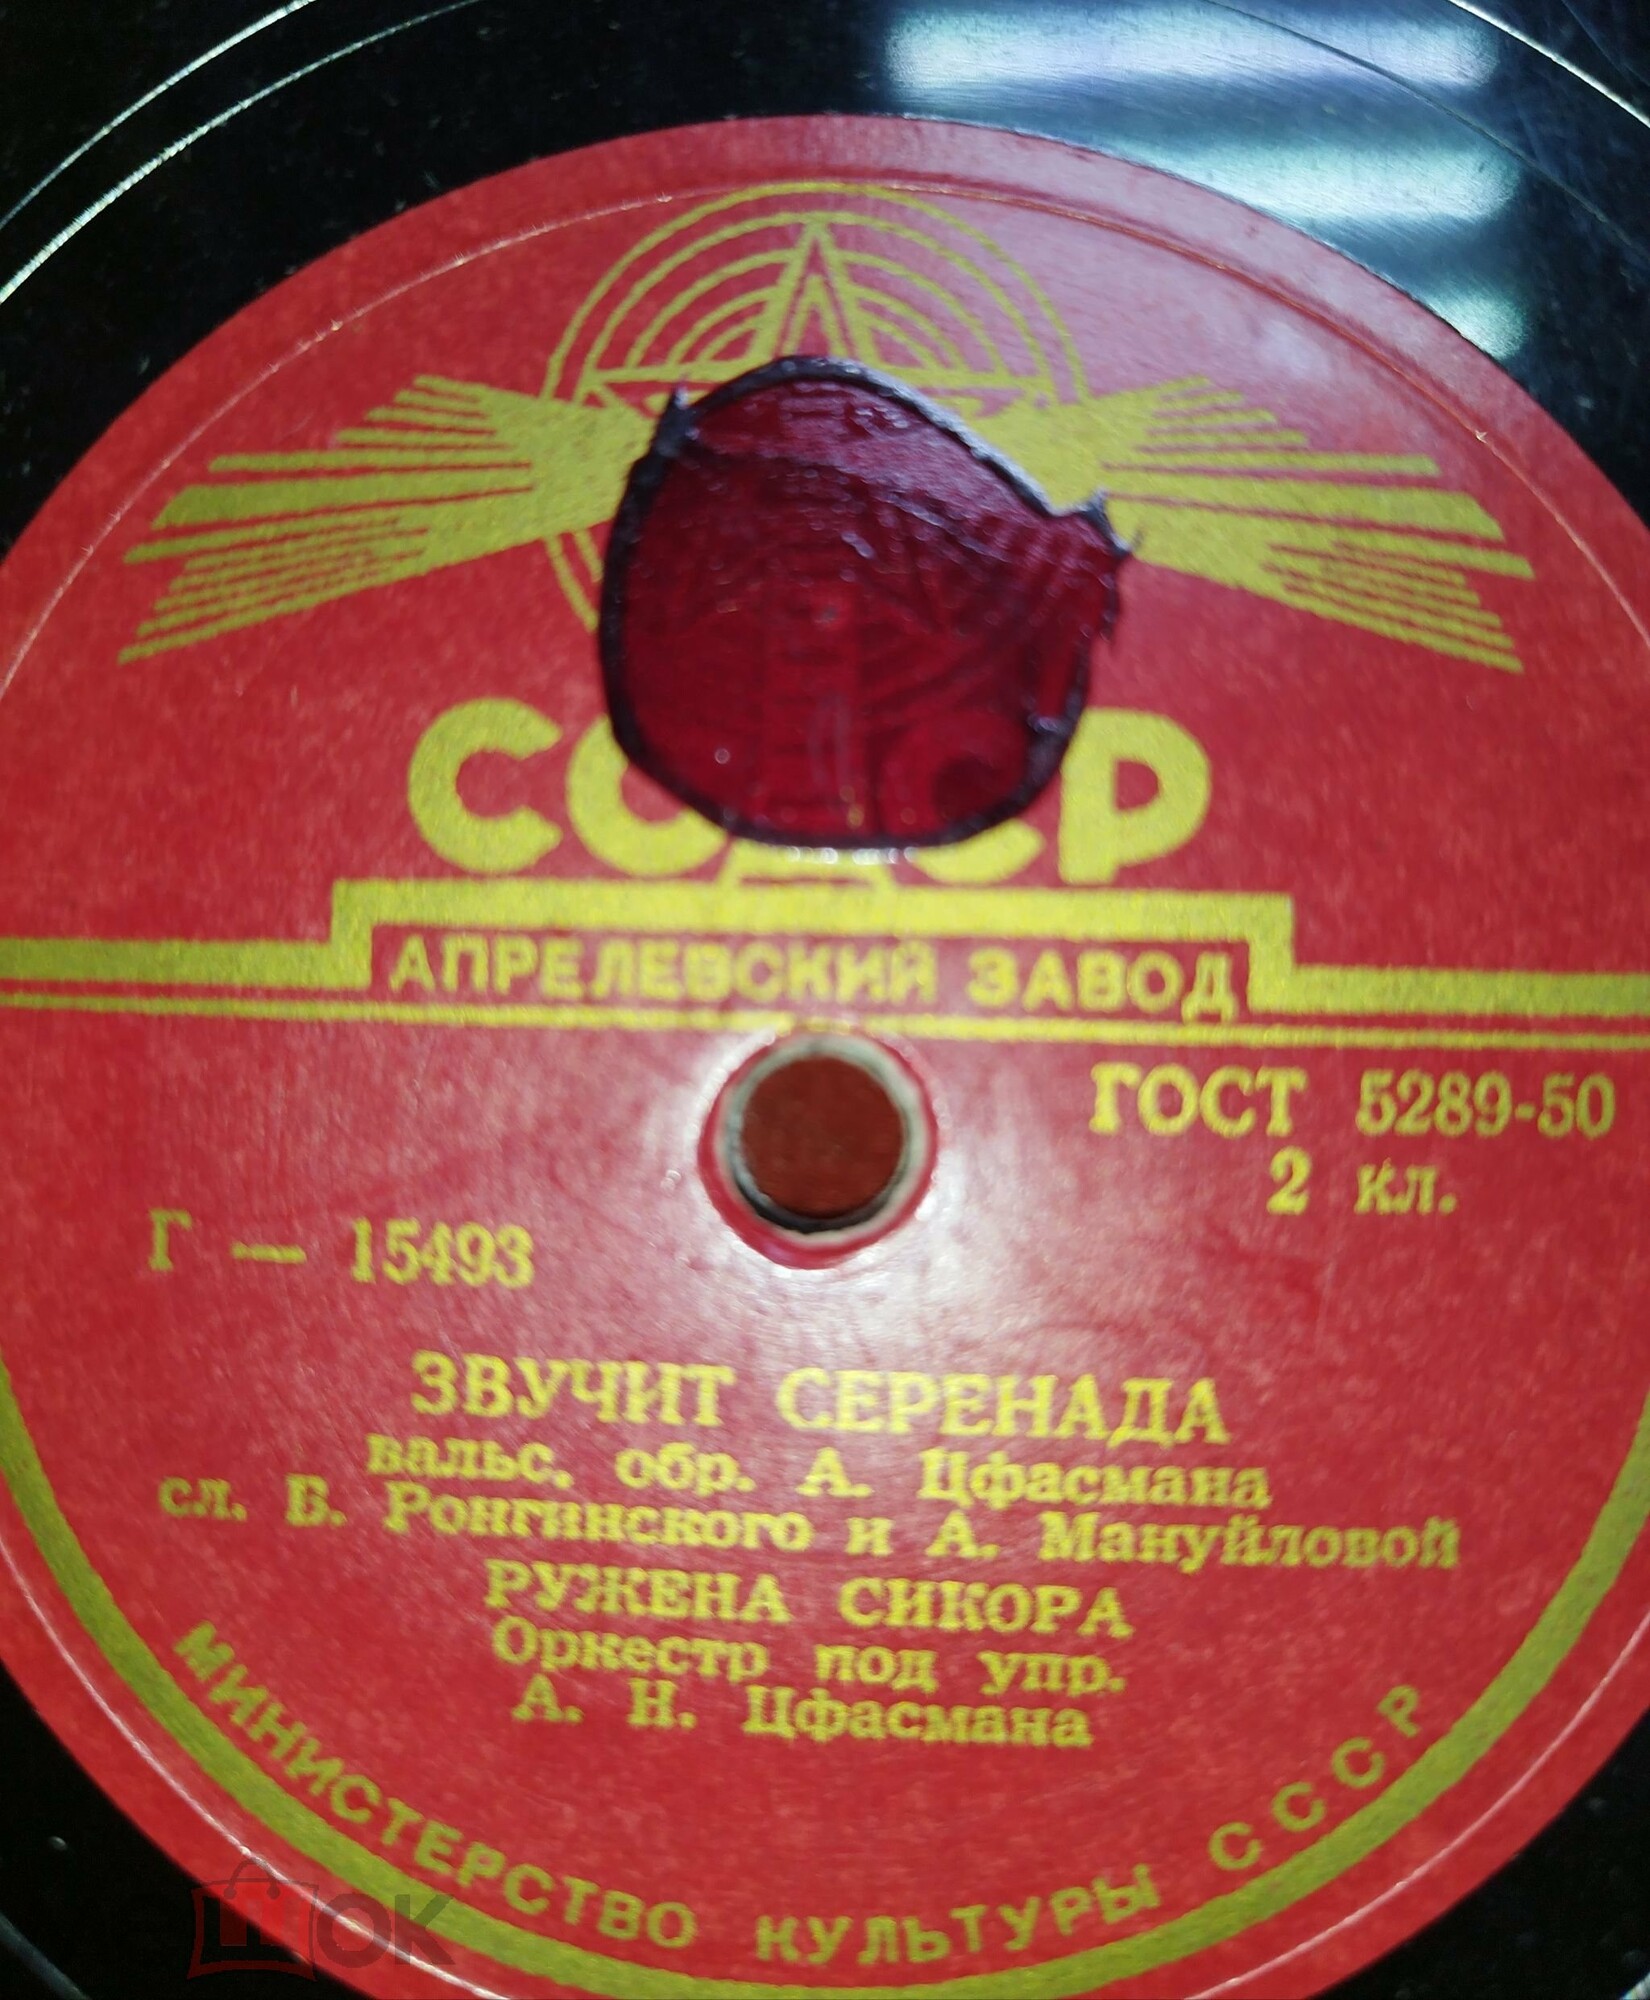 СССР
АПРЕЛЕВСКИЙ ЗАВОД
ГОСТ 5289-50
2 кл.
Г — 15493
ЗВУЧИТ СЕРЕНАДА
вальс, обр. А. Цфасмана
сл. Б. Ронгинского и А. Мануйловой
РУЖЕНА СИКОРА
Оркестр под упр.
А. Н. Цфасмана
МИНИСТЕРСТВО КУЛЬТУРЫ СССР